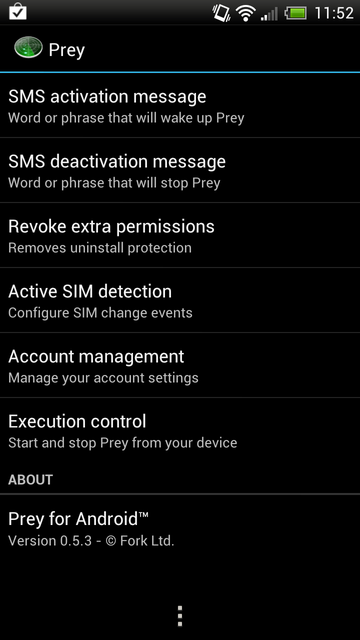 11:52
Prey
SMS activation message
Word or phrase that will wake up Prey
SMS deactivation message
Word or phrase that will stop Prey
Revoke extra permissions
Removes uninstall protection
Active SIM detection
Configure SIM change events
Account management
Manage your account settings
Execution control
Start and stop Prey from your device
ABOUT
Prey for Android™
Version 0.5.3 - © Fork Ltd.